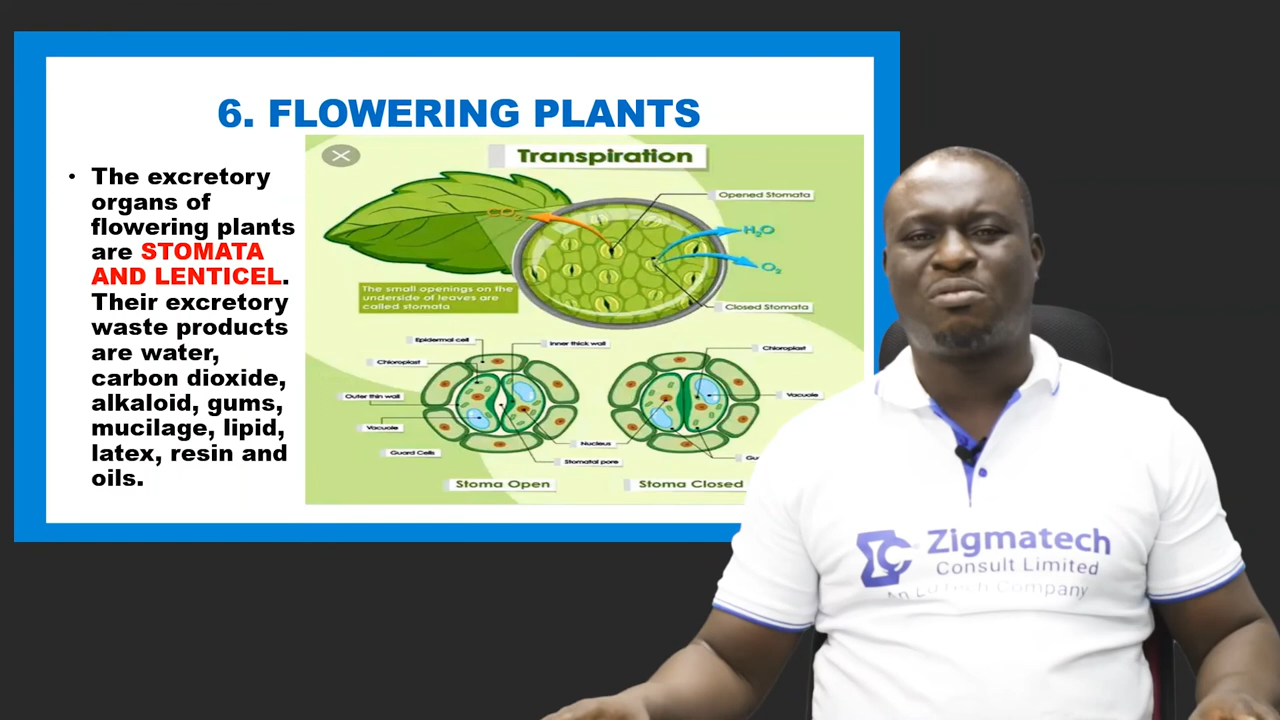 6. FLOWERING PLANTS
• The excretory
organs of
flowering plants
are STOMATA
AND LENTICEL.
Their excretory
waste products
are water,
carbon dioxide,
alkaloid, gums,
mucilage, lipid,
latex, resin and
oils.
Transpiration
Opened Stomata
H₂O
O₂
Closed Stomata
The small openings on the
underside of leaves are
called stomata
Epidermal cell
Inner thick wall
Chloroplast
Chloroplast
Outer thin wall
Vacuole
Vacuole
Nucleus
Guard Cells
Stomatal pore
Stoma Open
Stoma Closed
Zigmatech
Consult Limited
Company